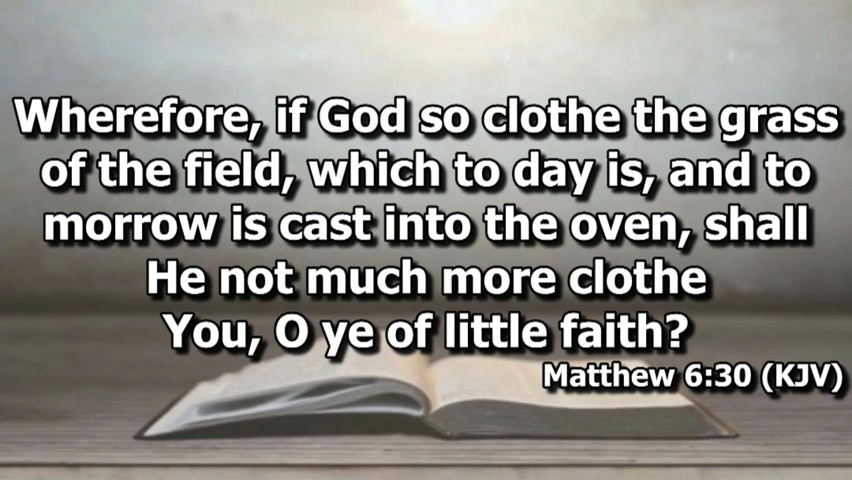 Wherefore, if God so clothe the grass
of the field, which to day is, and to
morrow is cast into the oven, shall
He not much more clothe
You, O ye of little faith?
Matthew 6:30 (KJV)